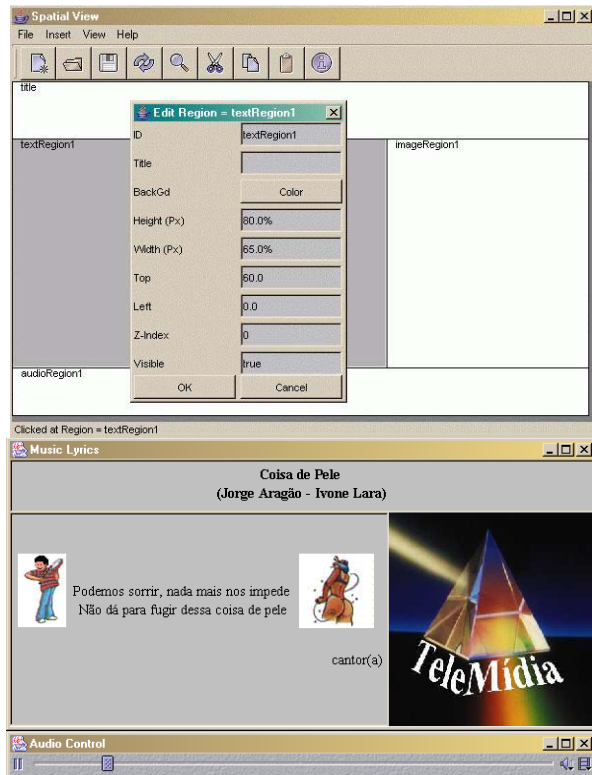 Spatial View
File Insert View Help
title
Edit Region = textRegion1
ID textRegion1
Title
BackGd Color
Height (Px) 80.0%
Width (Px) 65.0%
Top 60.0
Left 0.0
Z-Index 0
Visible true
OK Cancel
textRegion1
imageRegion1
audioRegion1
Clicked at Region = textRegion1
Music Lyrics
Coisa de Pele
(Jorge Aragão - Ivone Lara)
Podemos sorrir, nada mais nos impede
Não dá para fugir dessa coisa de pele
cantor(a)
TeleMídia
Audio Control